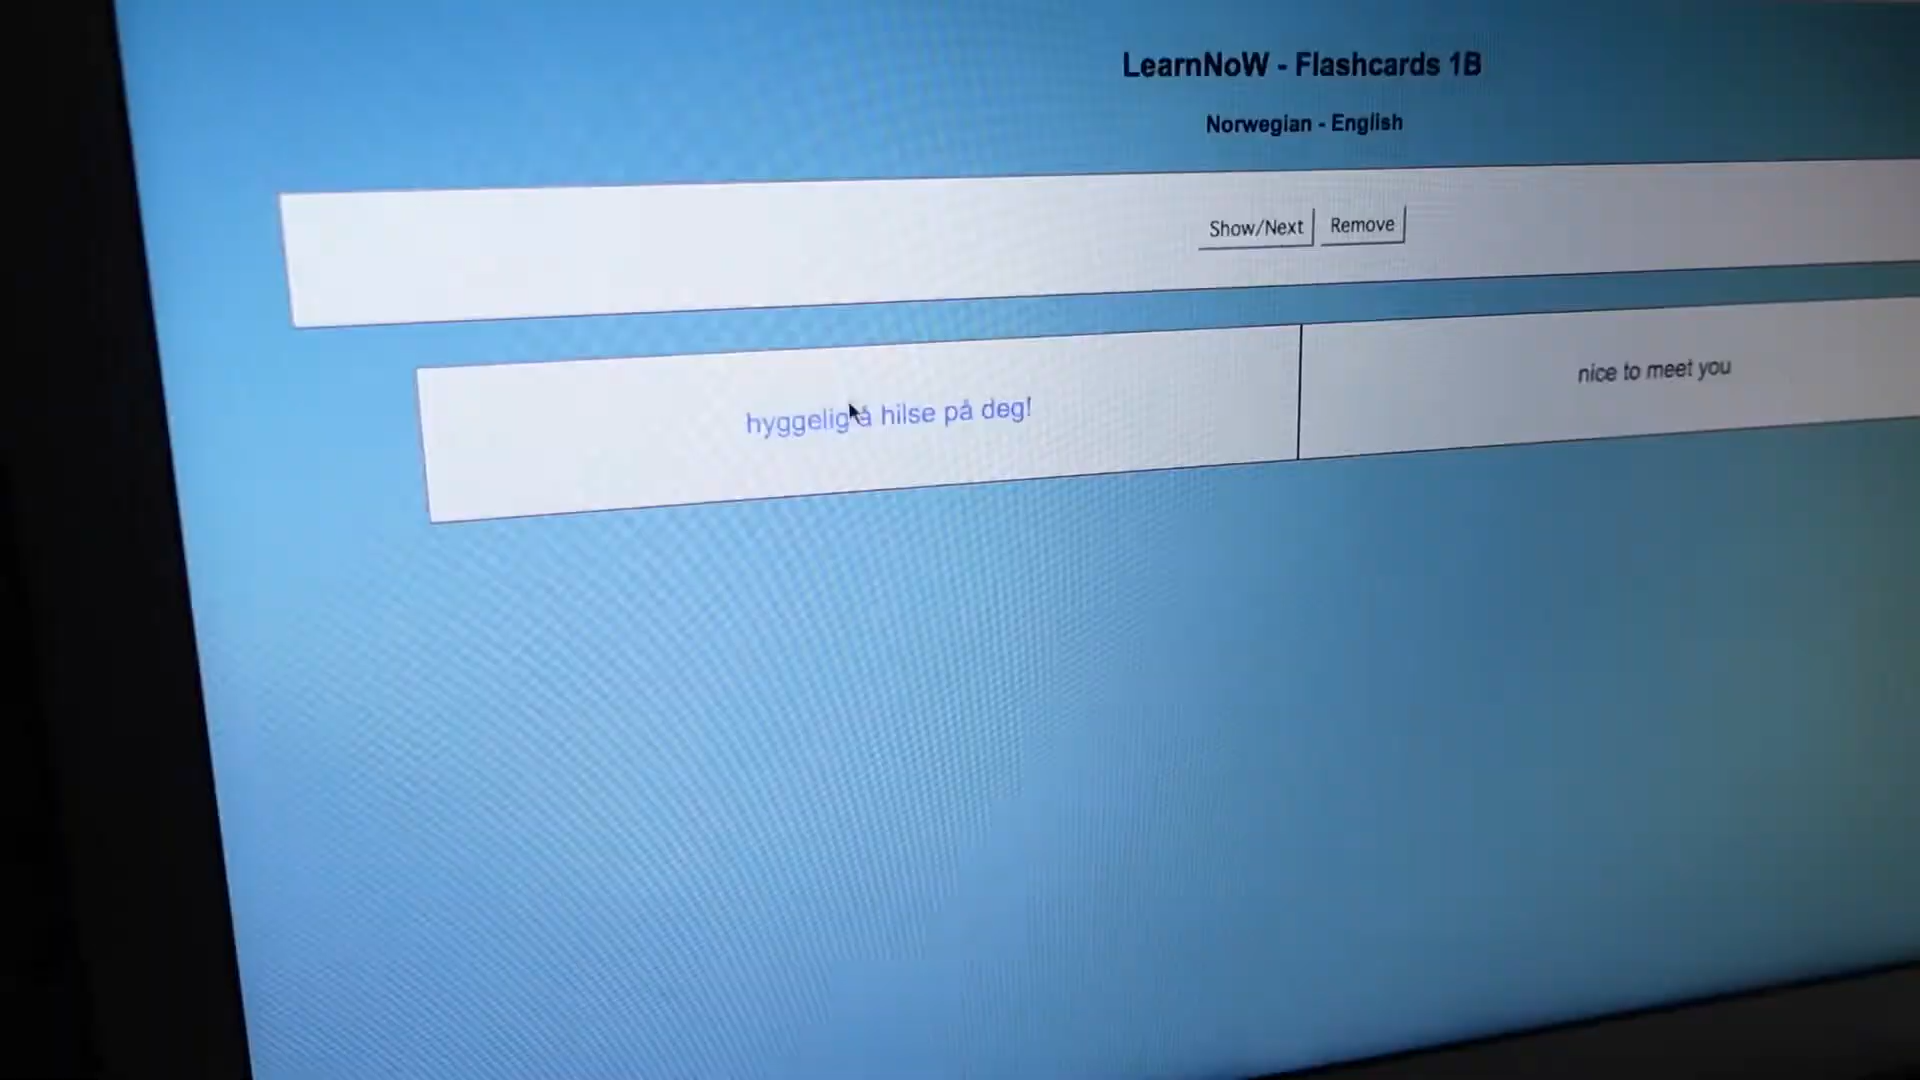 LearnNoW - Flashcards 1B
Norwegian - English
Show/Next Remove
hyggelig å hilse på deg!
nice to meet you